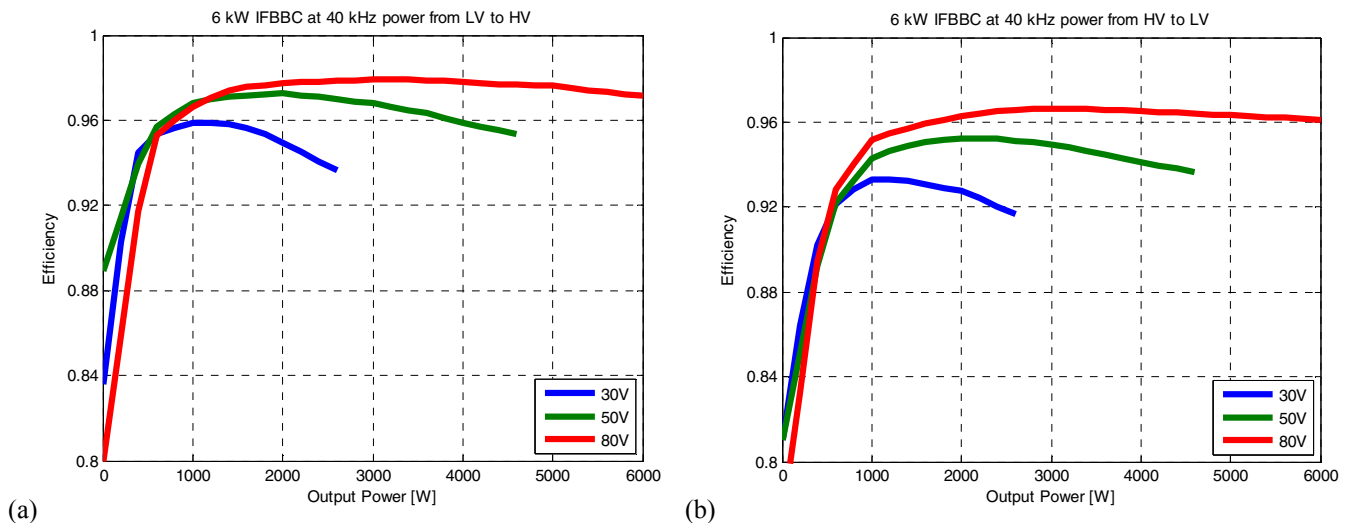 6 kW IFBBC at 40 kHz power from LV to HV
1
0.96
0.92
0.88
0.84
0.8
Efficiency
0 1000 2000 3000 4000 5000 6000
Output Power [W]
30V
50V
80V
(a)
6 kW IFBBC at 40 kHz power from HV to LV
1
0.96
0.92
0.88
0.84
0.8
Efficiency
0 1000 2000 3000 4000 5000 6000
Output Power [W]
30V
50V
80V
(b)